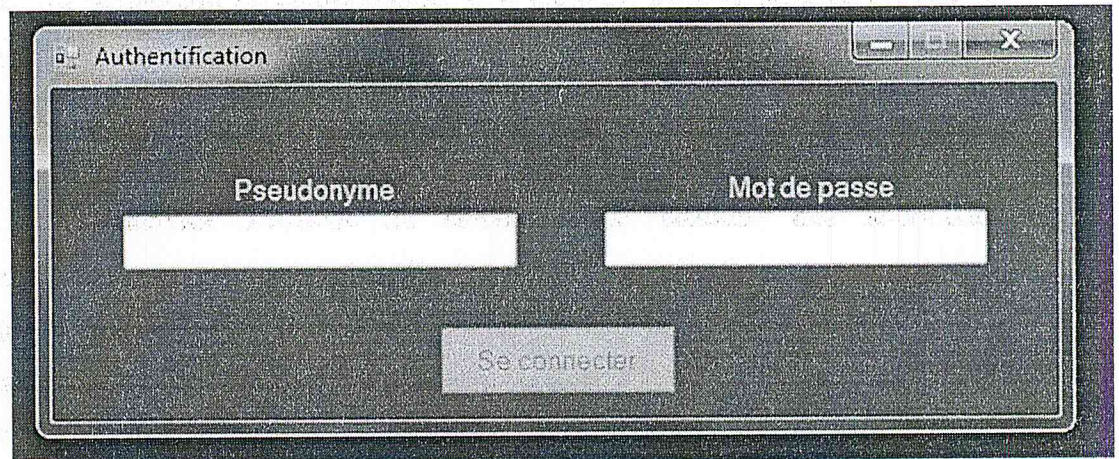 Authentification
Pseudonyme
Mot de passe
Se connecter